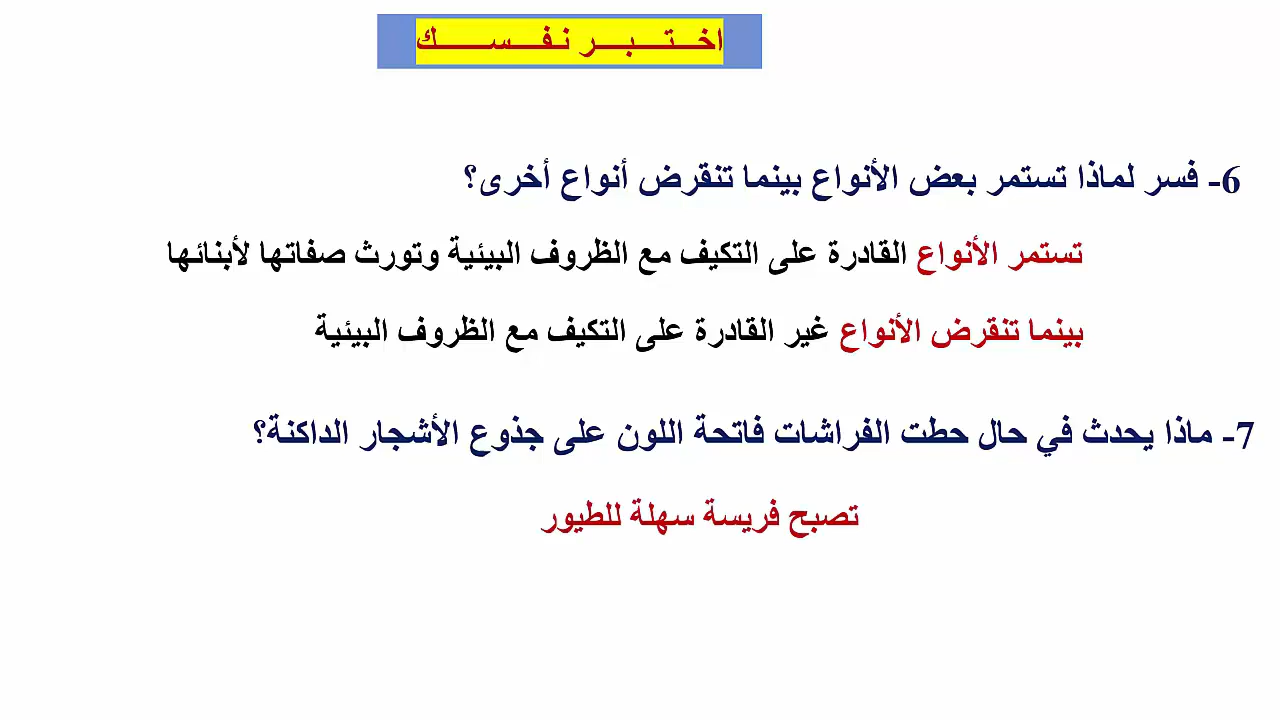 اختبر نفسك
6- فسر لماذا تستمر بعض الأنواع بينما تنقرض أنواع أخرى؟
تستمر الأنواع القادرة على التكيف مع الظروف البيئية وتورث صفاتها لأبنائها
بينما تنقرض الأنواع غير القادرة على التكيف مع الظروف البيئية
7- ماذا يحدث في حال حطت الفراشات فاتحة اللون على جذوع الأشجار الداكنة؟
تصبح فريسة سهلة للطيور